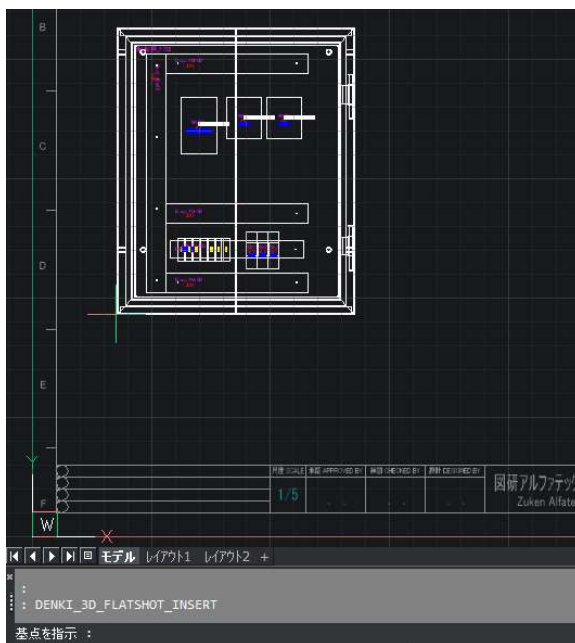 B
C
D
E
F
尺度 SCALE 承認 APPROVED BY 検図 CHECKED BY 設計 DESIGNED BY
1/5
図研アルファテック
Zuken Alfate
W
X
モデル レイアウト1 レイアウト2 +
:
: DENKI_3D_FLATSHOT_INSERT
基点を指示 :